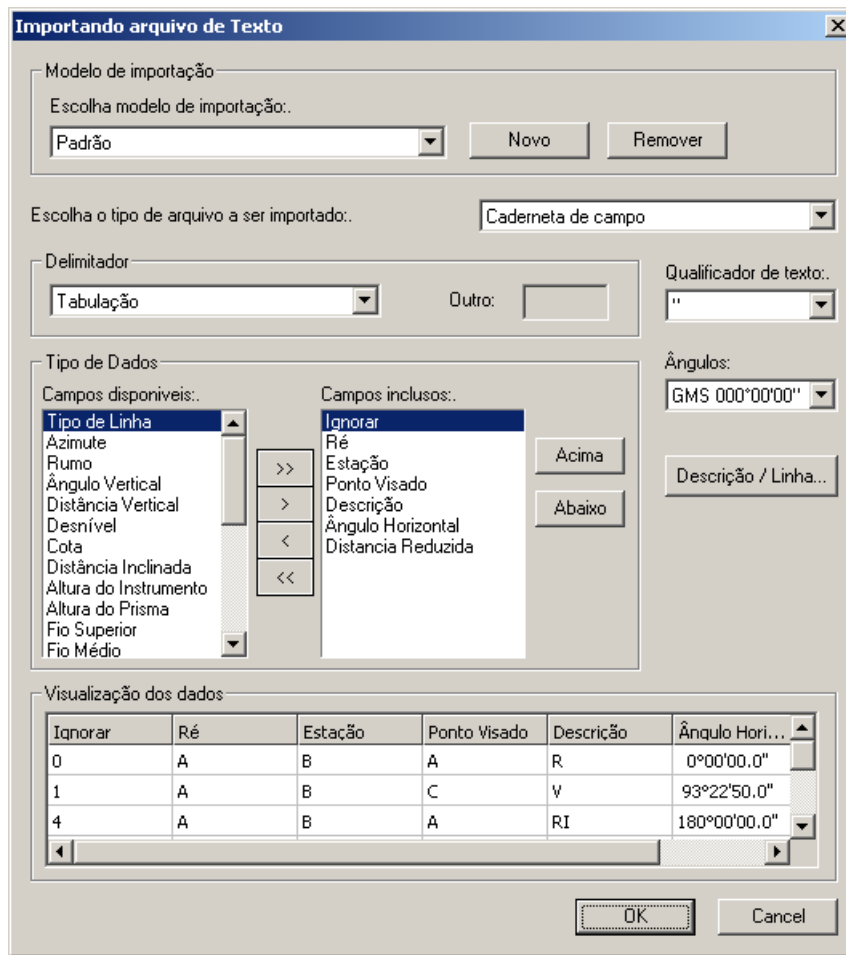 Importando arquivo de Texto
Modelo de importação
Escolha modelo de importação:.
Padrão
Novo
Remover
Escolha o tipo de arquivo a ser importado:.
Caderneta de campo
Delimitador
Tabulação
Outro:
Qualificador de texto:.
"
Tipo de Dados
Campos disponiveis:.
Tipo de Linha
Azimute
Rumo
Ângulo Vertical
Distância Vertical
Desnível
Cota
Distância Inclinada
Altura do Instrumento
Altura do Prisma
Fio Superior
Fio Médio
>>
>
<
<<
Campos inclusos:.
Ignorar
Ré
Estação
Ponto Visado
Descrição
Ângulo Horizontal
Distancia Reduzida
Acima
Abaixo
Ângulos:
GMS 000°00'00"
Descrição / Linha...
Visualização dos dados
Ignorar Ré Estação Ponto Visado Descrição Ângulo Hori...
0 A B A R 0°00'00.0"
1 A B C V 93°22'50.0"
4 A B A RI 180°00'00.0"
OK
Cancel